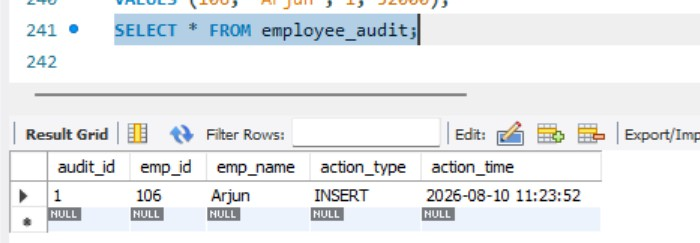 240 VALUES (106, 'Arjun', 1, 52000);
241 SELECT * FROM employee_audit;
242
Result Grid Filter Rows: Edit: Export/Imp
audit_id emp_id emp_name action_type action_time
1 106 Arjun INSERT 2026-08-10 11:23:52
NULL NULL NULL NULL NULL